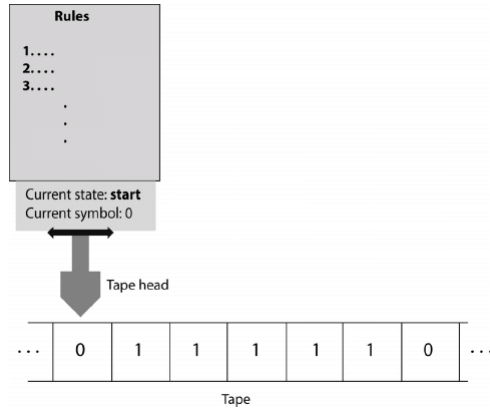 Rules
1....
2....
3....
.
.
.
Current state: start
Current symbol: 0
Tape head
... 0 1 1 1 1 1 0 ...
Tape